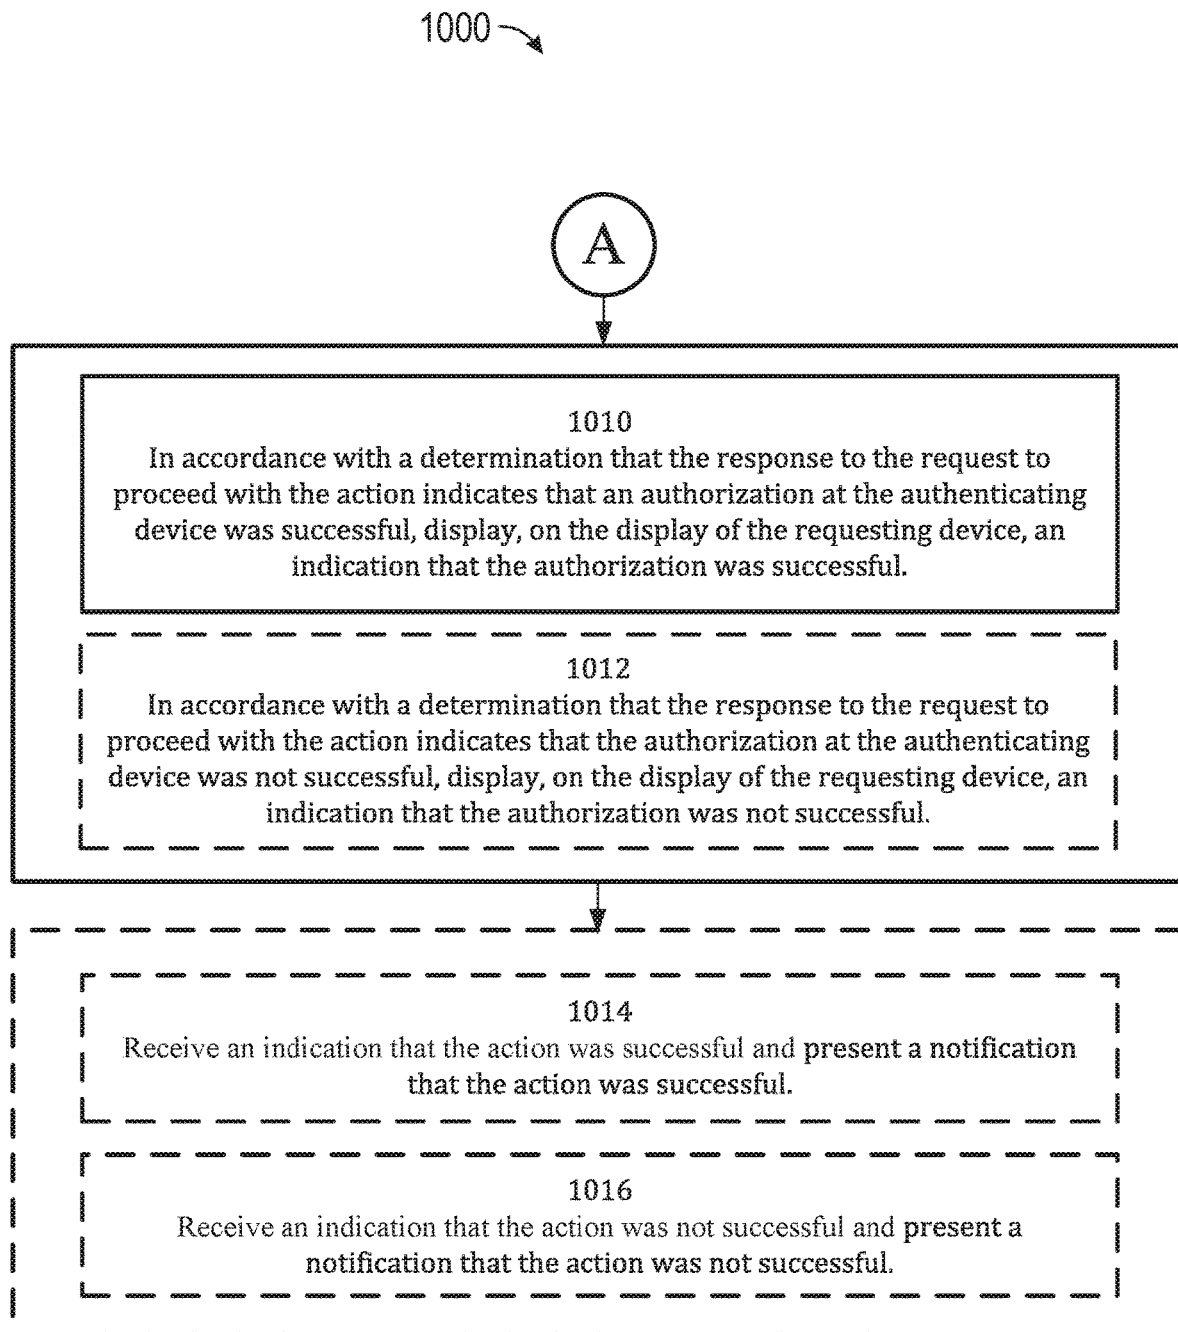 1000
A
1010
In accordance with a determination that the response to the request to
proceed with the action indicates that an authorization at the authenticating
device was successful, display, on the display of the requesting device, an
indication that the authorization was successful.
1012
In accordance with a determination that the response to the request to
proceed with the action indicates that the authorization at the authenticating
device was not successful, display, on the display of the requesting device, an
indication that the authorization was not successful.
1014
Receive an indication that the action was successful and present a notification
that the action was successful.
1016
Receive an indication that the action was not successful and present a
notification that the action was not successful.